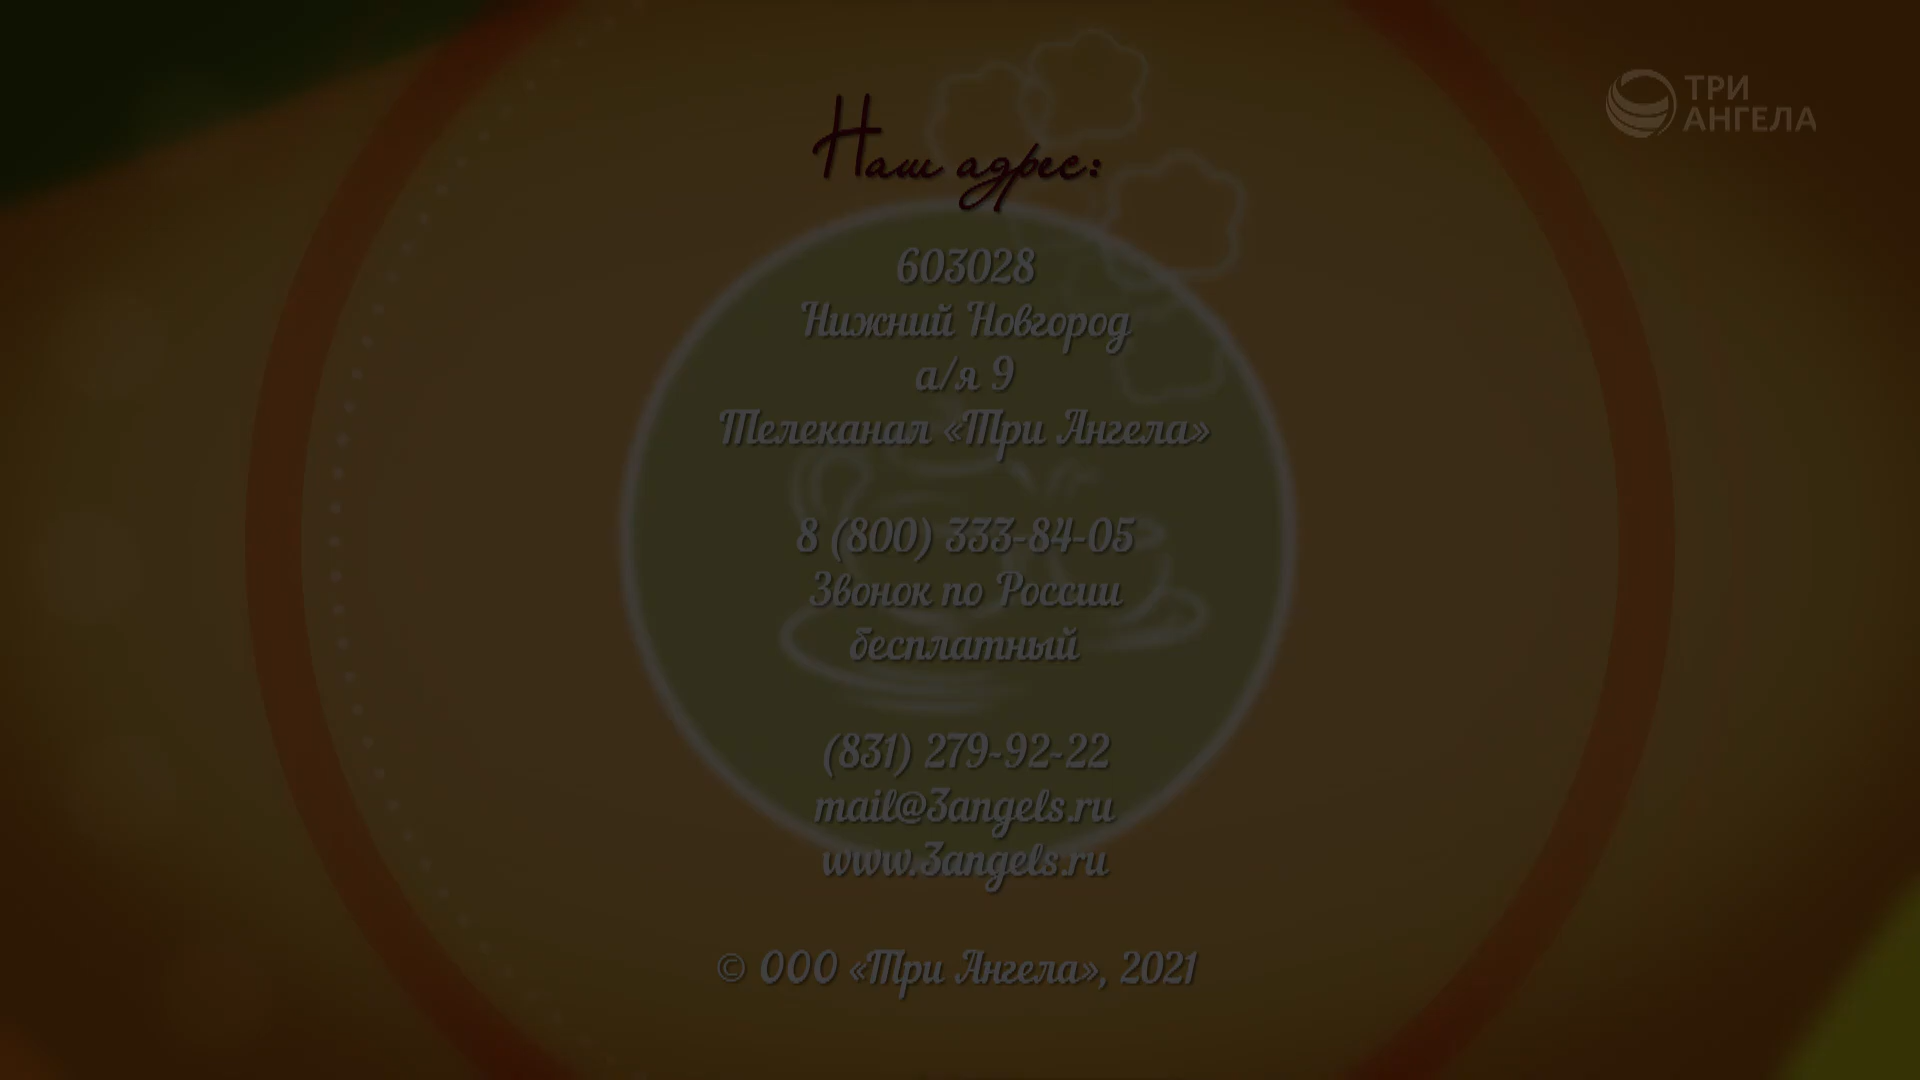 ТРИ
АНГЕЛА
Наш адрес:
603028
Нижний Новгород
а/я 9
Телеканал «Три Ангела»
8 (800) 333-84-05
Звонок по России
бесплатный
(831) 279-92-22
mail@3angels.ru
www.3angels.ru
© ООО «Три Ангела», 2021